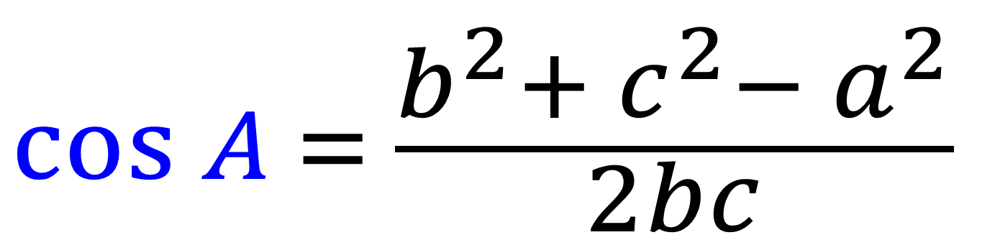 cos A = b² + c² − a² / 2bc